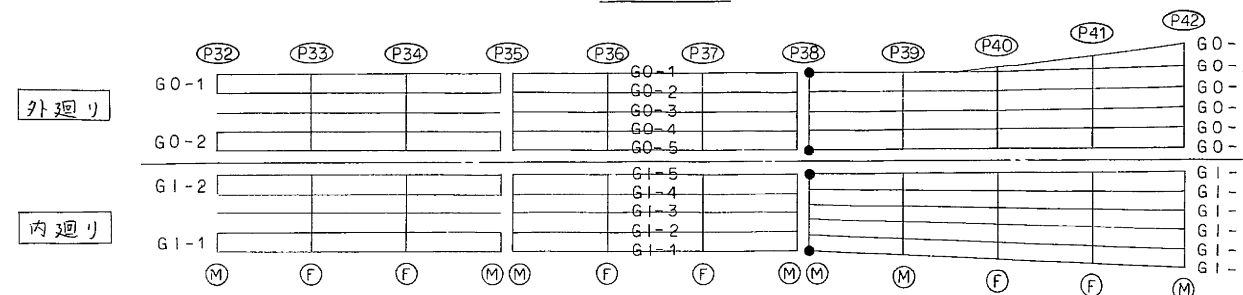 P32 P33 P34 P35 P36 P37 P38 P39 P40 P41 P42
外廻り
GO-1
GO-2
GO-1
GO-2
GO-3
GO-4
GO-5
GO-
GO-
GO-
GO-
GO-
GO-
内廻り
GI-2
GI-1
GI-5
GI-4
GI-3
GI-2
GI-1
GI-
GI-
GI-
GI-
GI-
GI-
M F F M M F F M M M F F M